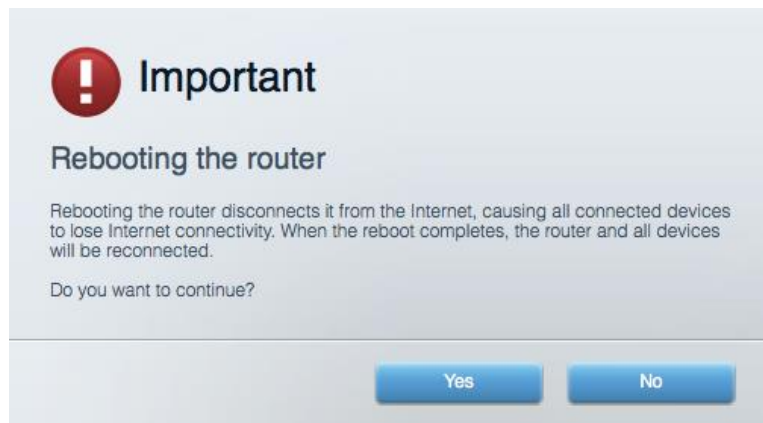 Important
Rebooting the router
Rebooting the router disconnects it from the Internet, causing all connected devices
to lose Internet connectivity. When the reboot completes, the router and all devices
will be reconnected.
Do you want to continue?
Yes No